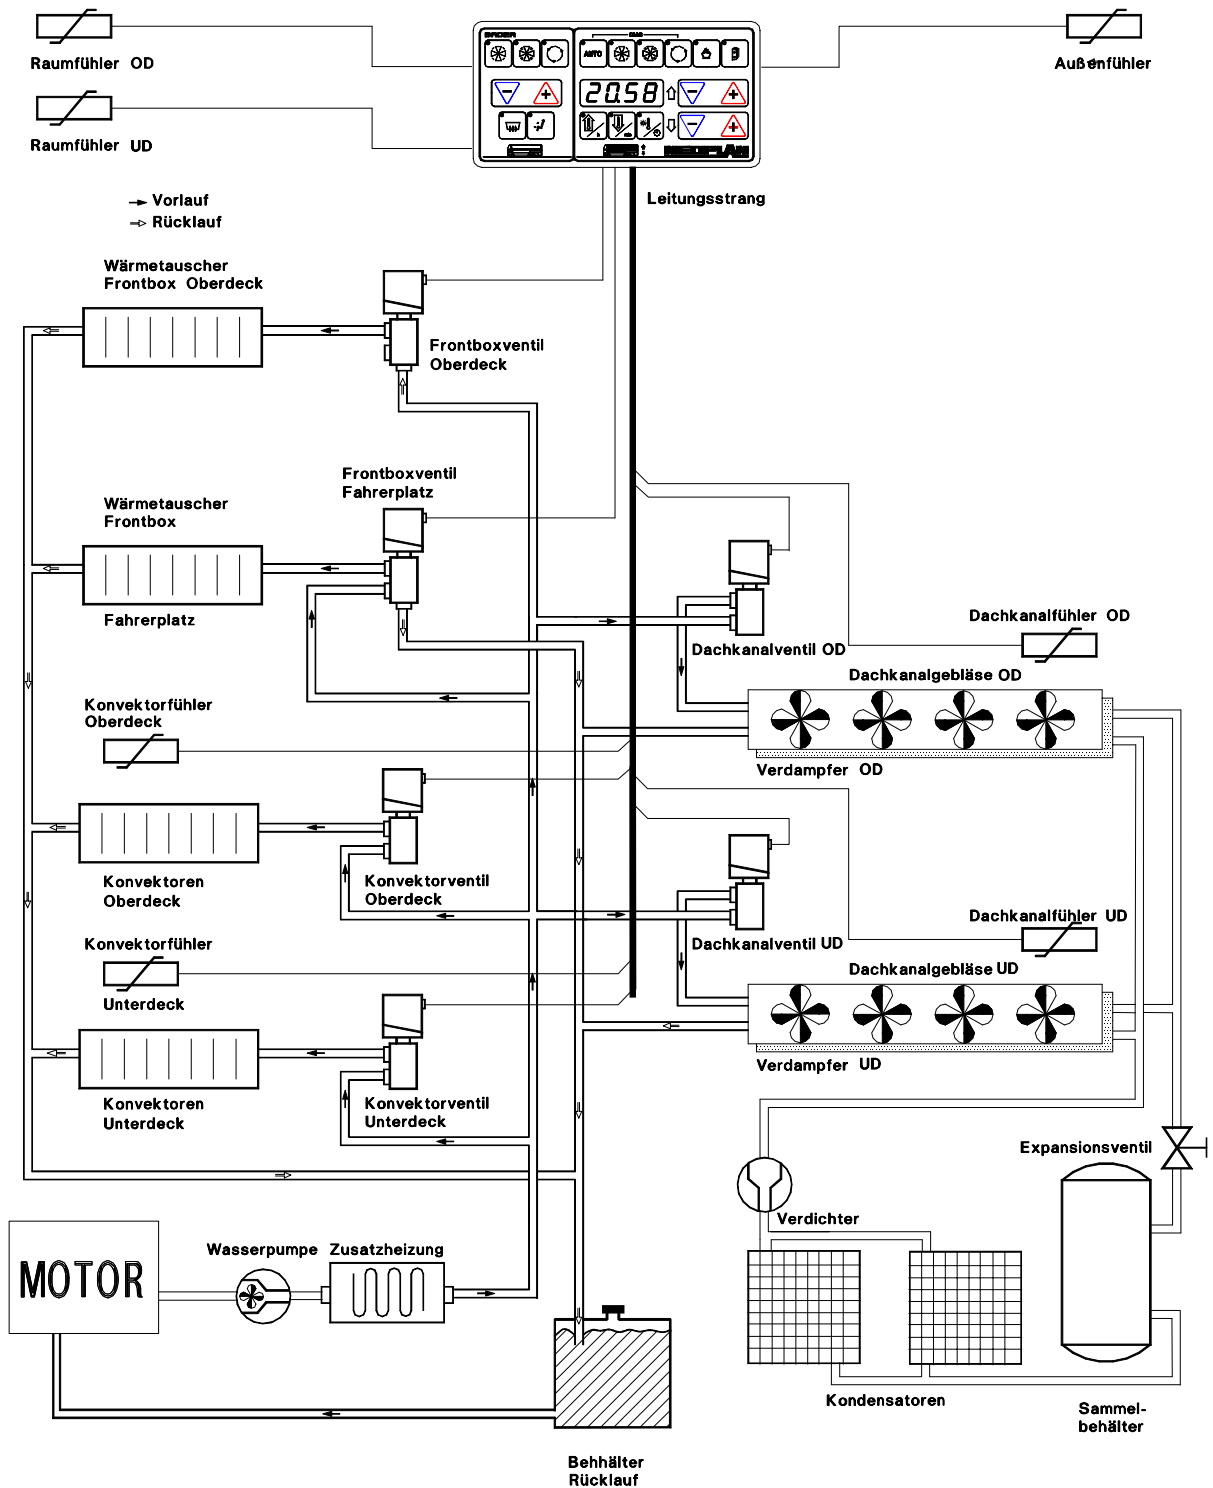 Raumfühler OD
Raumfühler UD
AUTO
20.58
NEOPLAN
Außenfühler
Leitungsstrang
Vorlauf
Rücklauf
Wärmetauscher
Frontbox Oberdeck
Frontboxventil
Oberdeck
Frontboxventil
Fahrerplatz
Wärmetauscher
Frontbox
Fahrerplatz
Dachkanalfühler OD
Dachkanalventil OD
Dachkanalgebläse OD
Verdampfer OD
Konvektorfühler
Oberdeck
Konvektoren
Oberdeck
Konvektorventil
Oberdeck
Dachkanalfühler UD
Dachkanalventil UD
Dachkanalgebläse UD
Verdampfer UD
Konvektorfühler
Unterdeck
Konvektoren
Unterdeck
Konvektorventil
Unterdeck
Expansionsventil
Verdichter
Wasserpumpe Zusatzheizung
MOTOR
Kondensatoren
Sammel-
behälter
Behhälter
Rücklauf